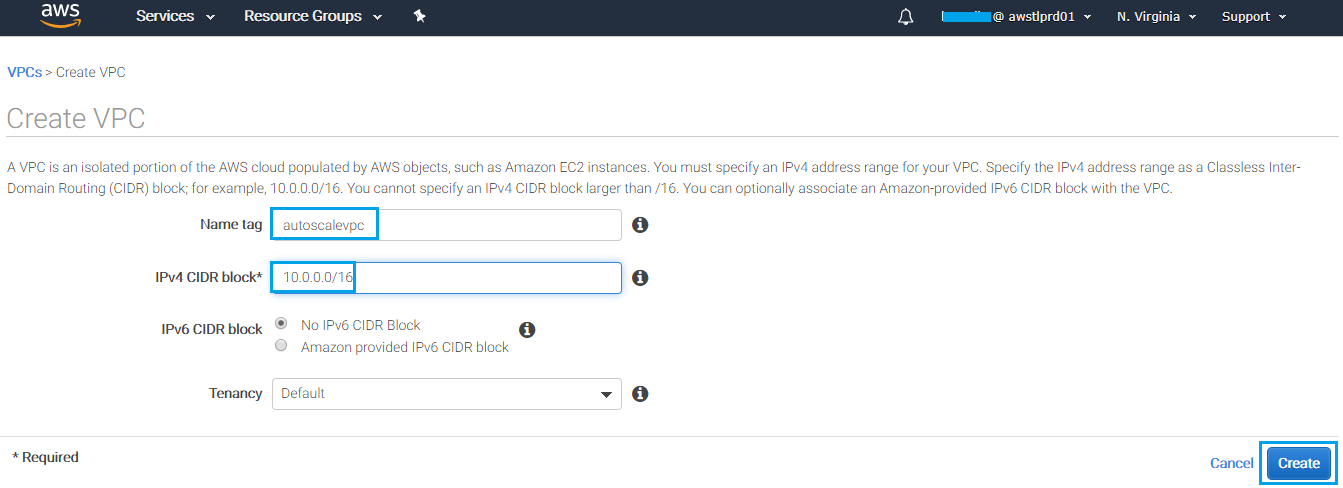 aws
Services
Resource Groups
@ awstlprd01
N. Virginia
Support
VPCs > Create VPC
Create VPC
A VPC is an isolated portion of the AWS cloud populated by AWS objects, such as Amazon EC2 instances. You must specify an IPv4 address range for your VPC. Specify the IPv4 address range as a Classless Inter-
Domain Routing (CIDR) block; for example, 10.0.0.0/16. You cannot specify an IPv4 CIDR block larger than /16. You can optionally associate an Amazon-provided IPv6 CIDR block with the VPC.
Name tag
autoscalevpc
IPv4 CIDR block*
10.0.0.0/16
IPv6 CIDR block
No IPv6 CIDR Block
Amazon provided IPv6 CIDR block
Tenancy
Default
* Required
Cancel
Create